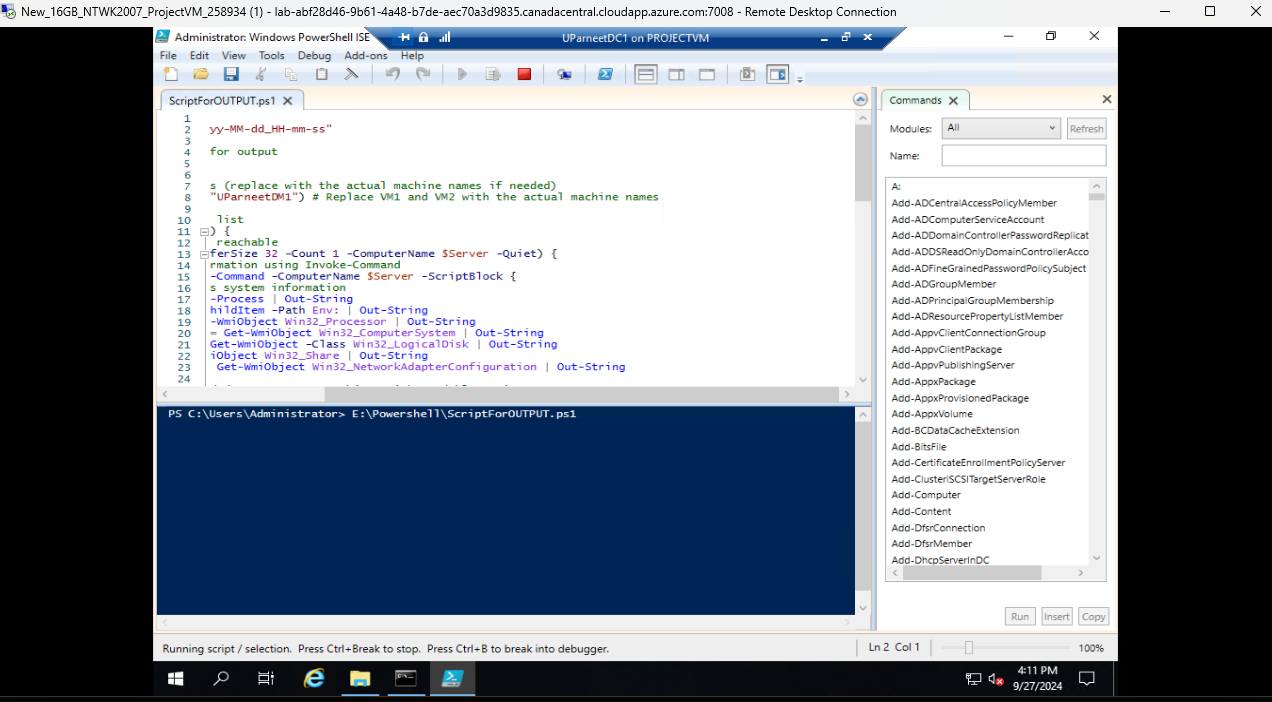 New_16GB_NTWK2007_ProjectVM_258934 (1) - lab-abf28d46-9b61-4a48-b7de-aec70a3d9835.canadacentral.cloudapp.azure.com:7008 - Remote Desktop Connection
Administrator: Windows PowerShell ISE
UParneetDC1 on PROJECTVM
File Edit View Tools Debug Add-ons Help
ScriptForOUTPUT.ps1
1
2 yy-MM-dd_HH-mm-ss"
3
4 for output
5
6
7 s (replace with the actual machine names if needed)
8 "UParneetDM1") # Replace VM1 and VM2 with the actual machine names
9
10 list
11 ) {
12 reachable
13 ferSize 32 -Count 1 -ComputerName $Server -Quiet) {
14 rmation using Invoke-Command
15 -Command -ComputerName $Server -ScriptBlock {
16 s system information
17 -Process | Out-String
18 hildItem -Path Env: | Out-String
19 -WmiObject Win32_Processor | Out-String
20 = Get-WmiObject Win32_ComputerSystem | Out-String
21 Get-WmiObject -Class Win32_LogicalDisk | Out-String
22 iObject Win32_Share | Out-String
23 Get-WmiObject Win32_NetworkAdapterConfiguration | Out-String
24
PS C:\Users\Administrator> E:\Powershell\ScriptForOUTPUT.ps1
Commands
Modules: All Refresh
Name:
A:
Add-ADCentralAccessPolicyMember
Add-ADComputerServiceAccount
Add-ADDomainControllerPasswordReplicat
Add-ADDSReadOnlyDomainControllerAcco
Add-ADFineGrainedPasswordPolicySubject
Add-ADGroupMember
Add-ADPrincipalGroupMembership
Add-ADResourcePropertyListMember
Add-AppvClientConnectionGroup
Add-AppvClientPackage
Add-AppvPublishingServer
Add-AppxPackage
Add-AppxProvisionedPackage
Add-AppxVolume
Add-BCDataCacheExtension
Add-BitsFile
Add-CertificateEnrollmentPolicyServer
Add-ClusteriSCSITargetServerRole
Add-Computer
Add-Content
Add-DfsrConnection
Add-DfsrMember
Add-DhcpServerInDC
Run Insert Copy
Running script / selection. Press Ctrl+Break to stop. Press Ctrl+B to break into debugger.
Ln 2 Col 1
100%
4:11 PM
9/27/2024